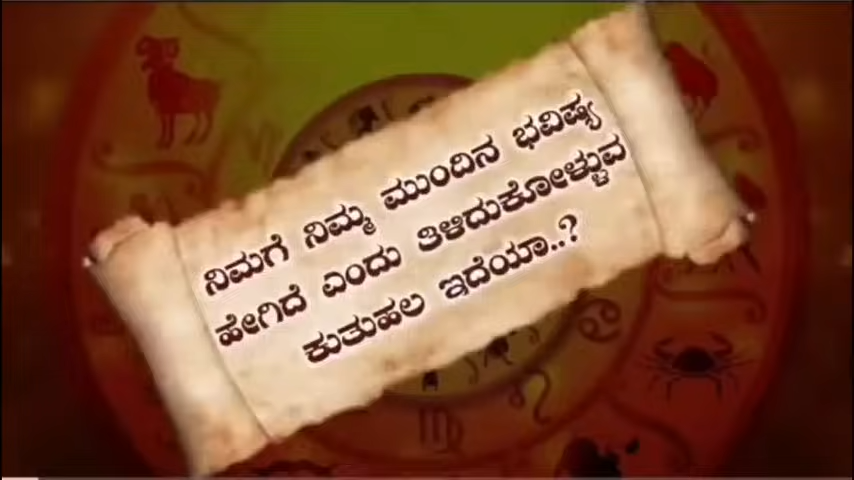 ನಿಮಗೆ ನಿಮ್ಮ ಮುಂದಿನ ಭವಿಷ್ಯ
ಹೇಗಿದೆ ಎಂದು ತಿಳಿದುಕೋಳ್ಳುವ
ಕುತುಹಲ ಇದೆಯಾ..?